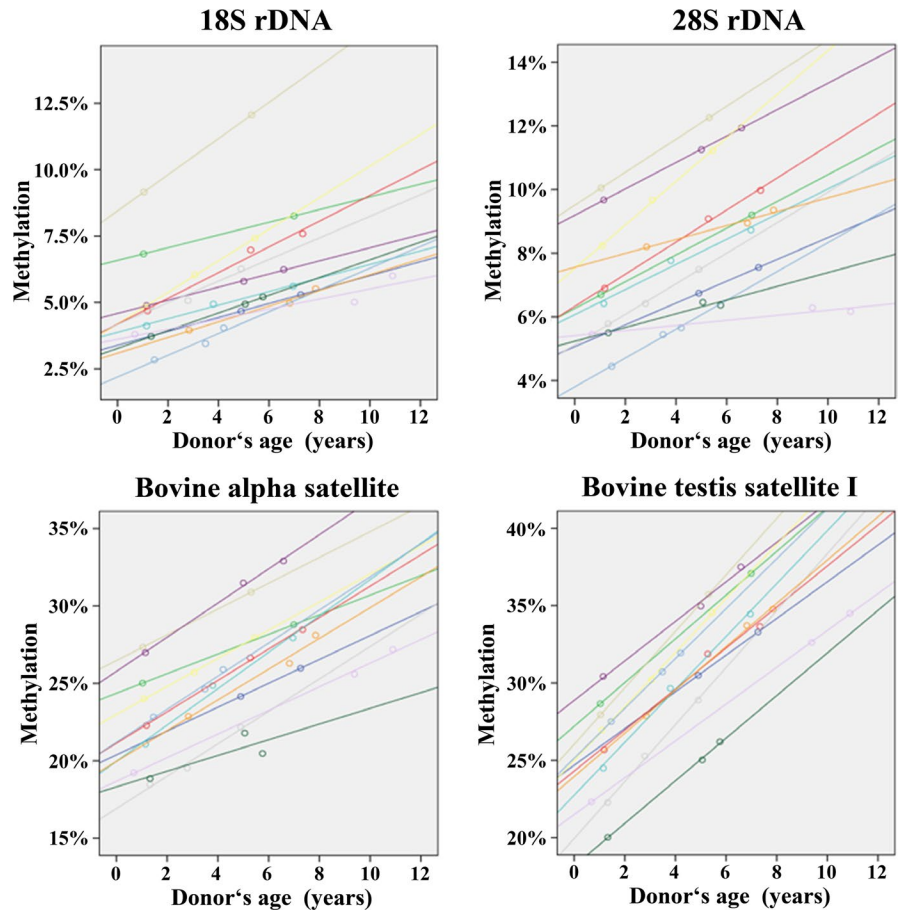 18S rDNA
Methylation
12.5%
10.0%
7.5%
5.0%
2.5%
0 2 4 6 8 10 12
Donor‘s age (years)
28S rDNA
Methylation
14%
12%
10%
8%
6%
4%
0 2 4 6 8 10 12
Donor‘s age (years)
Bovine alpha satellite
Methylation
35%
30%
25%
20%
15%
0 2 4 6 8 10 12
Donor‘s age (years)
Bovine testis satellite I
Methylation
40%
35%
30%
25%
20%
0 2 4 6 8 10 12
Donor‘s age (years)